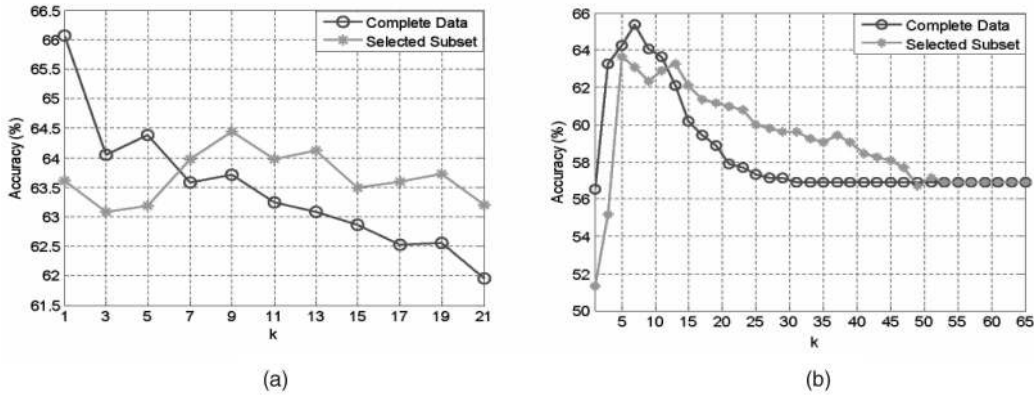 66.5
66
65.5
65
64.5
64
63.5
63
62.5
62
61.5
Accuracy (%)
Complete Data
Selected Subset
1 3 5 7 9 11 13 15 17 19 21
k
(a)
66
64
62
60
58
56
54
52
50
Accuracy (%)
Complete Data
Selected Subset
5 10 15 20 25 30 35 40 45 50 55 60 65
k
(b)